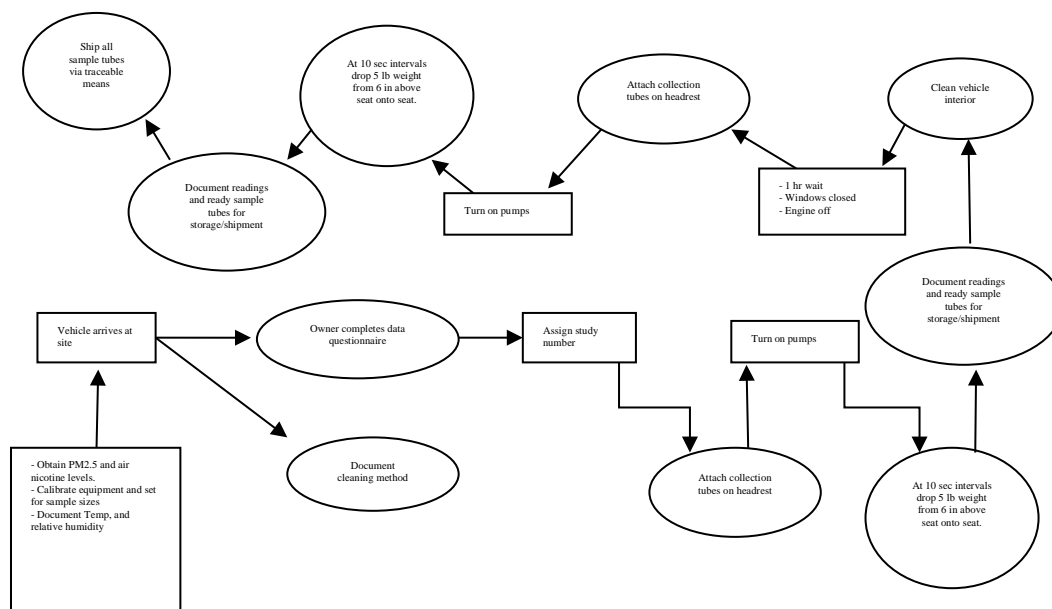 Ship all
sample tubes
via traceable
means
At 10 sec intervals
drop 5 lb weight
from 6 in above
seat onto seat.
Attach collection
tubes on headrest
Clean vehicle
interior
Document readings
and ready sample
tubes for
storage/shipment
Turn on pumps
- 1 hr wait
- Windows closed
- Engine off
Document readings
and ready sample
tubes for
storage/shipment
Vehicle arrives at
site
Owner completes data
questionnaire
Assign study
number
Turn on pumps
- Obtain PM2.5 and air
nicotine levels.
- Calibrate equipment and set
for sample sizes
- Document Temp, and
relative humidity
Document
cleaning method
Attach collection
tubes on headrest
At 10 sec intervals
drop 5 lb weight
from 6 in above
seat onto seat.